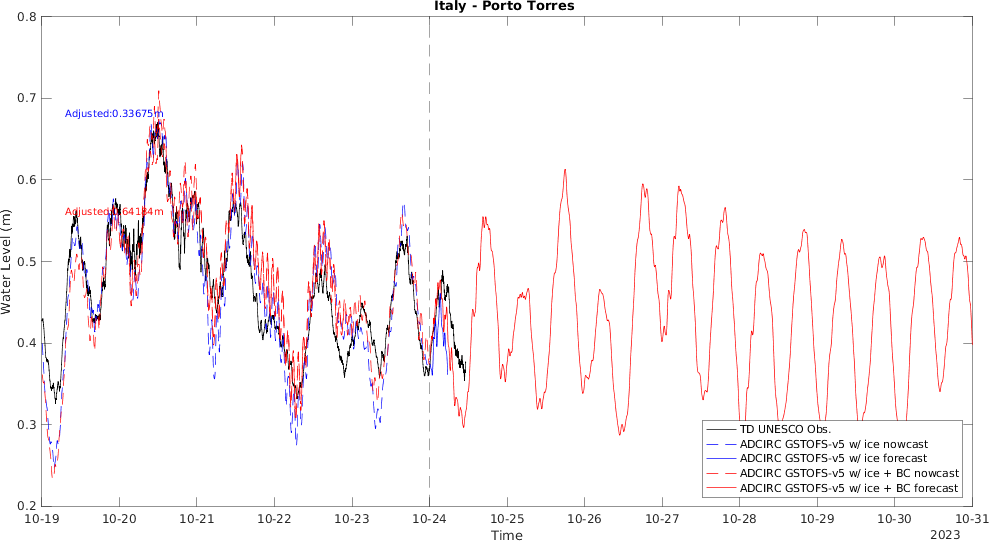 Italy - Porto Torres
Water Level (m)
0.8
0.7
0.6
0.5
0.4
0.3
0.2
Adjusted:0.33675m
10-19
10-20
10-21
10-22
10-23
10-24
10-25
10-26
10-27
10-28
10-29
10-30
10-31
Time
2023
TD UNESCO Obs.
ADCIRC GSTOFS-v5 w/ ice nowcast
ADCIRC GSTOFS-v5 w/ ice forecast
ADCIRC GSTOFS-v5 w/ ice + BC nowcast
ADCIRC GSTOFS-v5 w/ ice + BC forecast